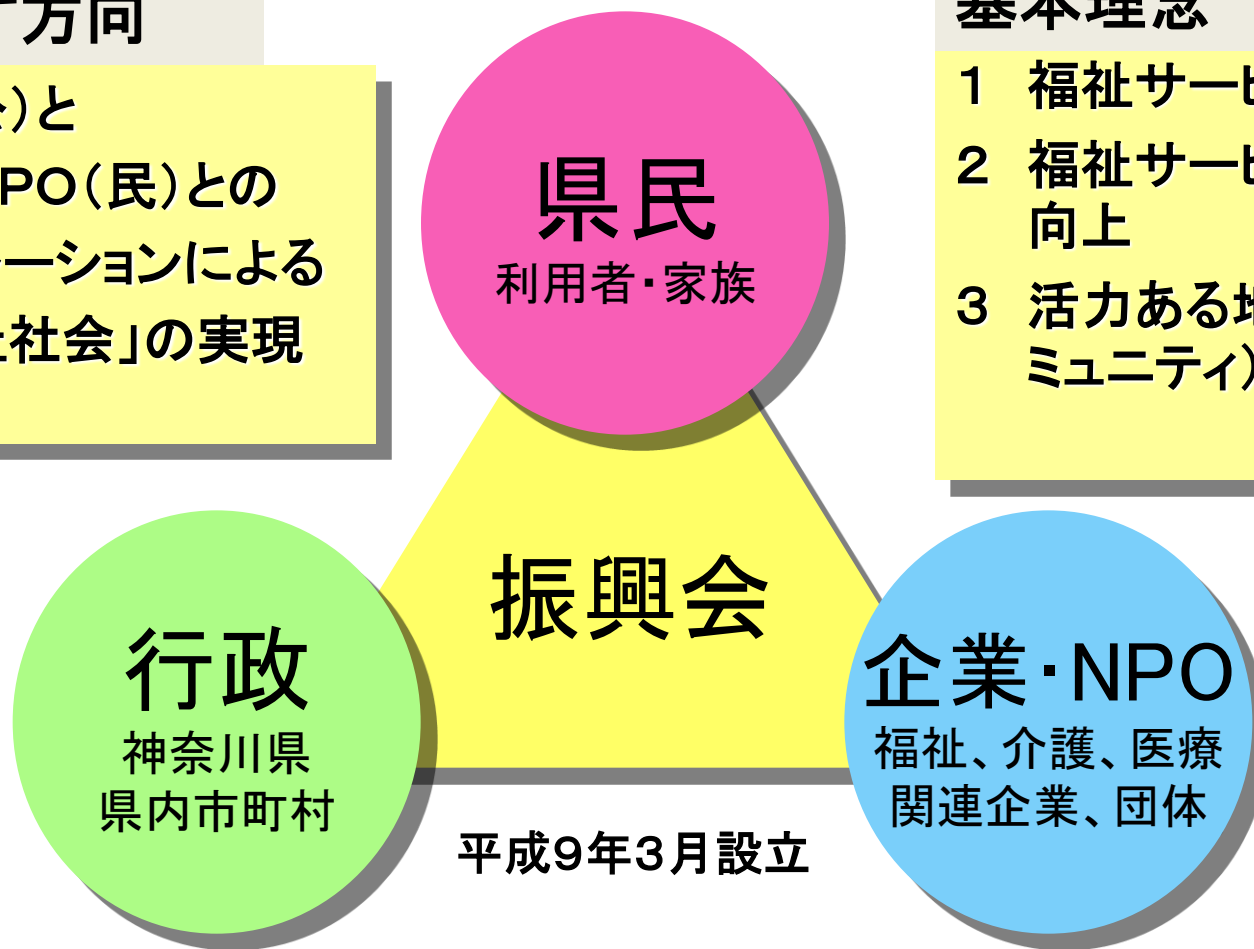 方向
)と
PO(民)との
ーションによる
社会」の実現
基本理念
1 福祉サービ
2 福祉サービ
向上
3 活力ある地
ミュニティ)
県民
利用者・家族
振興会
行政
神奈川県
県内市町村
企業・NPO
福祉、介護、医療
関連企業、団体
平成9年3月設立